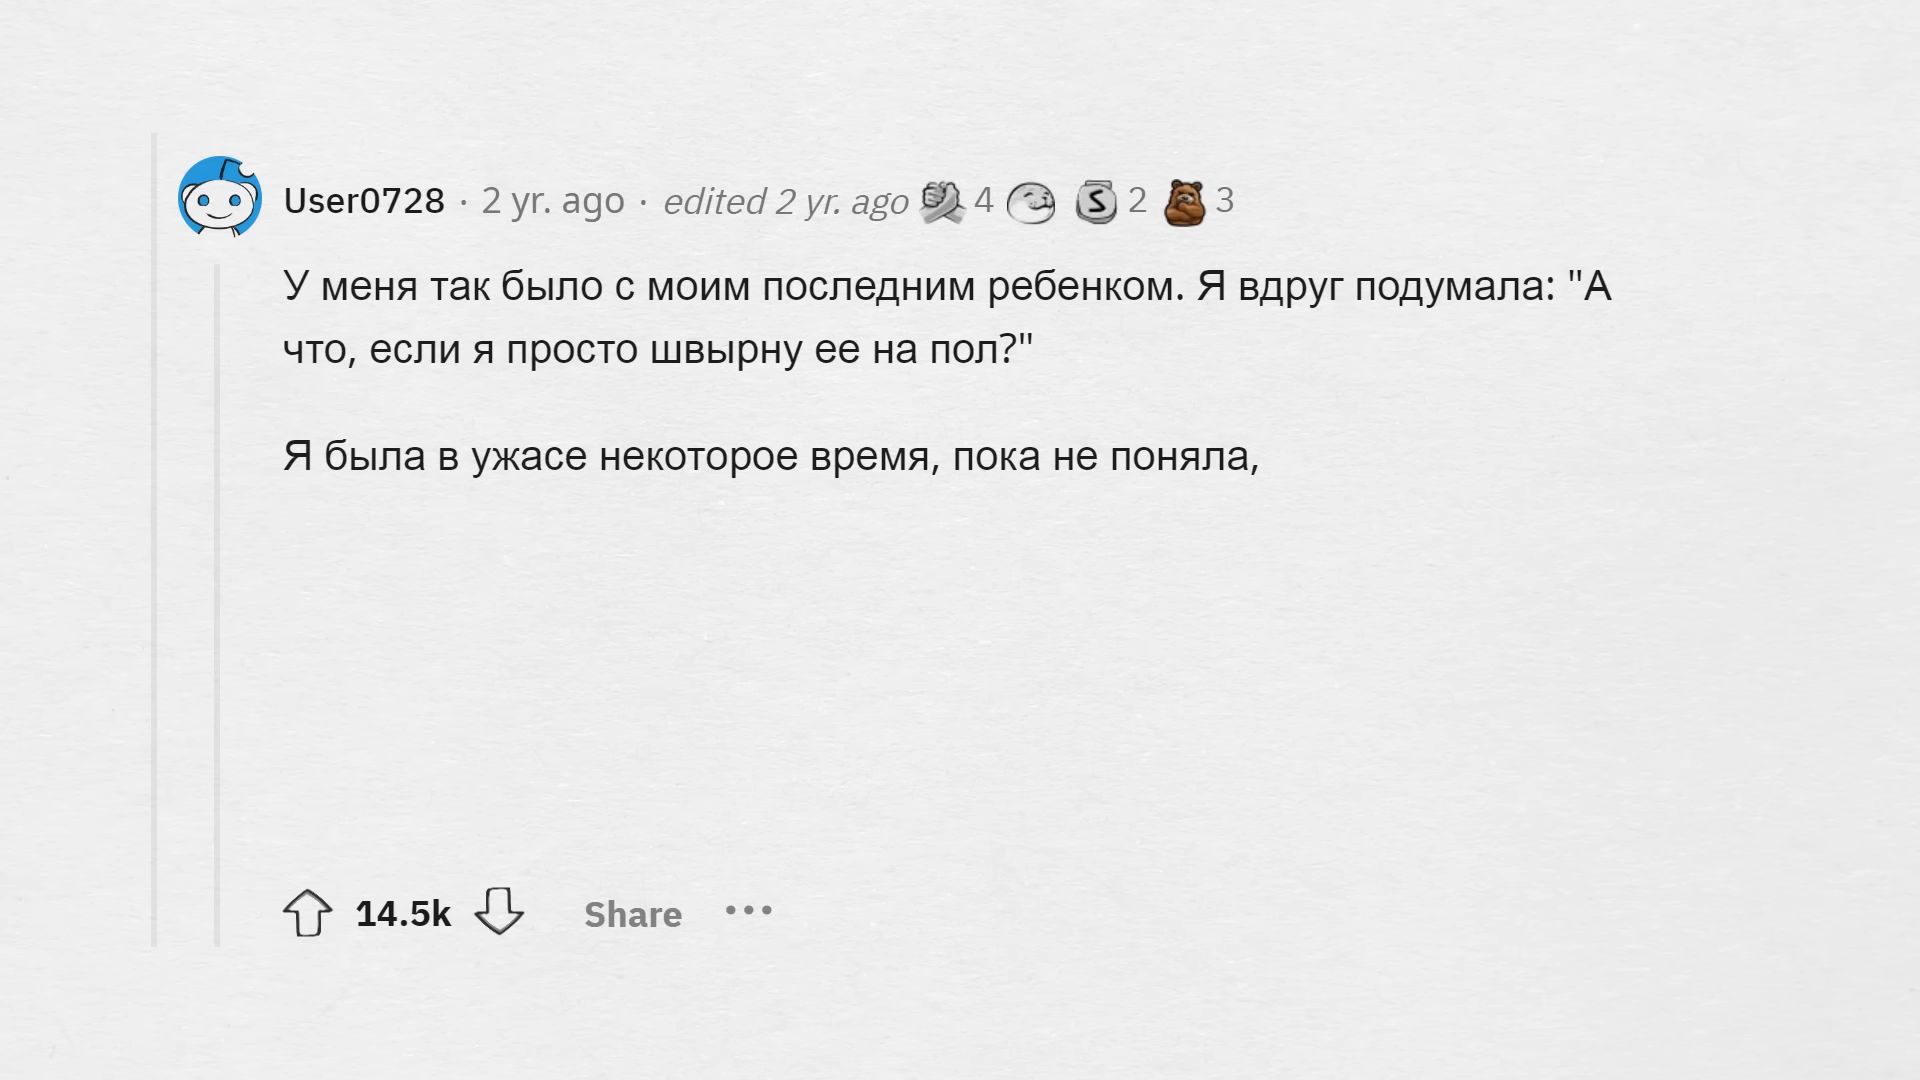 User0728 · 2 yr. ago · edited 2 yr. ago 4 S 2 3
У меня так было с моим последним ребенком. Я вдруг подумала: "А
что, если я просто швырну ее на пол?"
Я была в ужасе некоторое время, пока не поняла,
14.5k Share •••